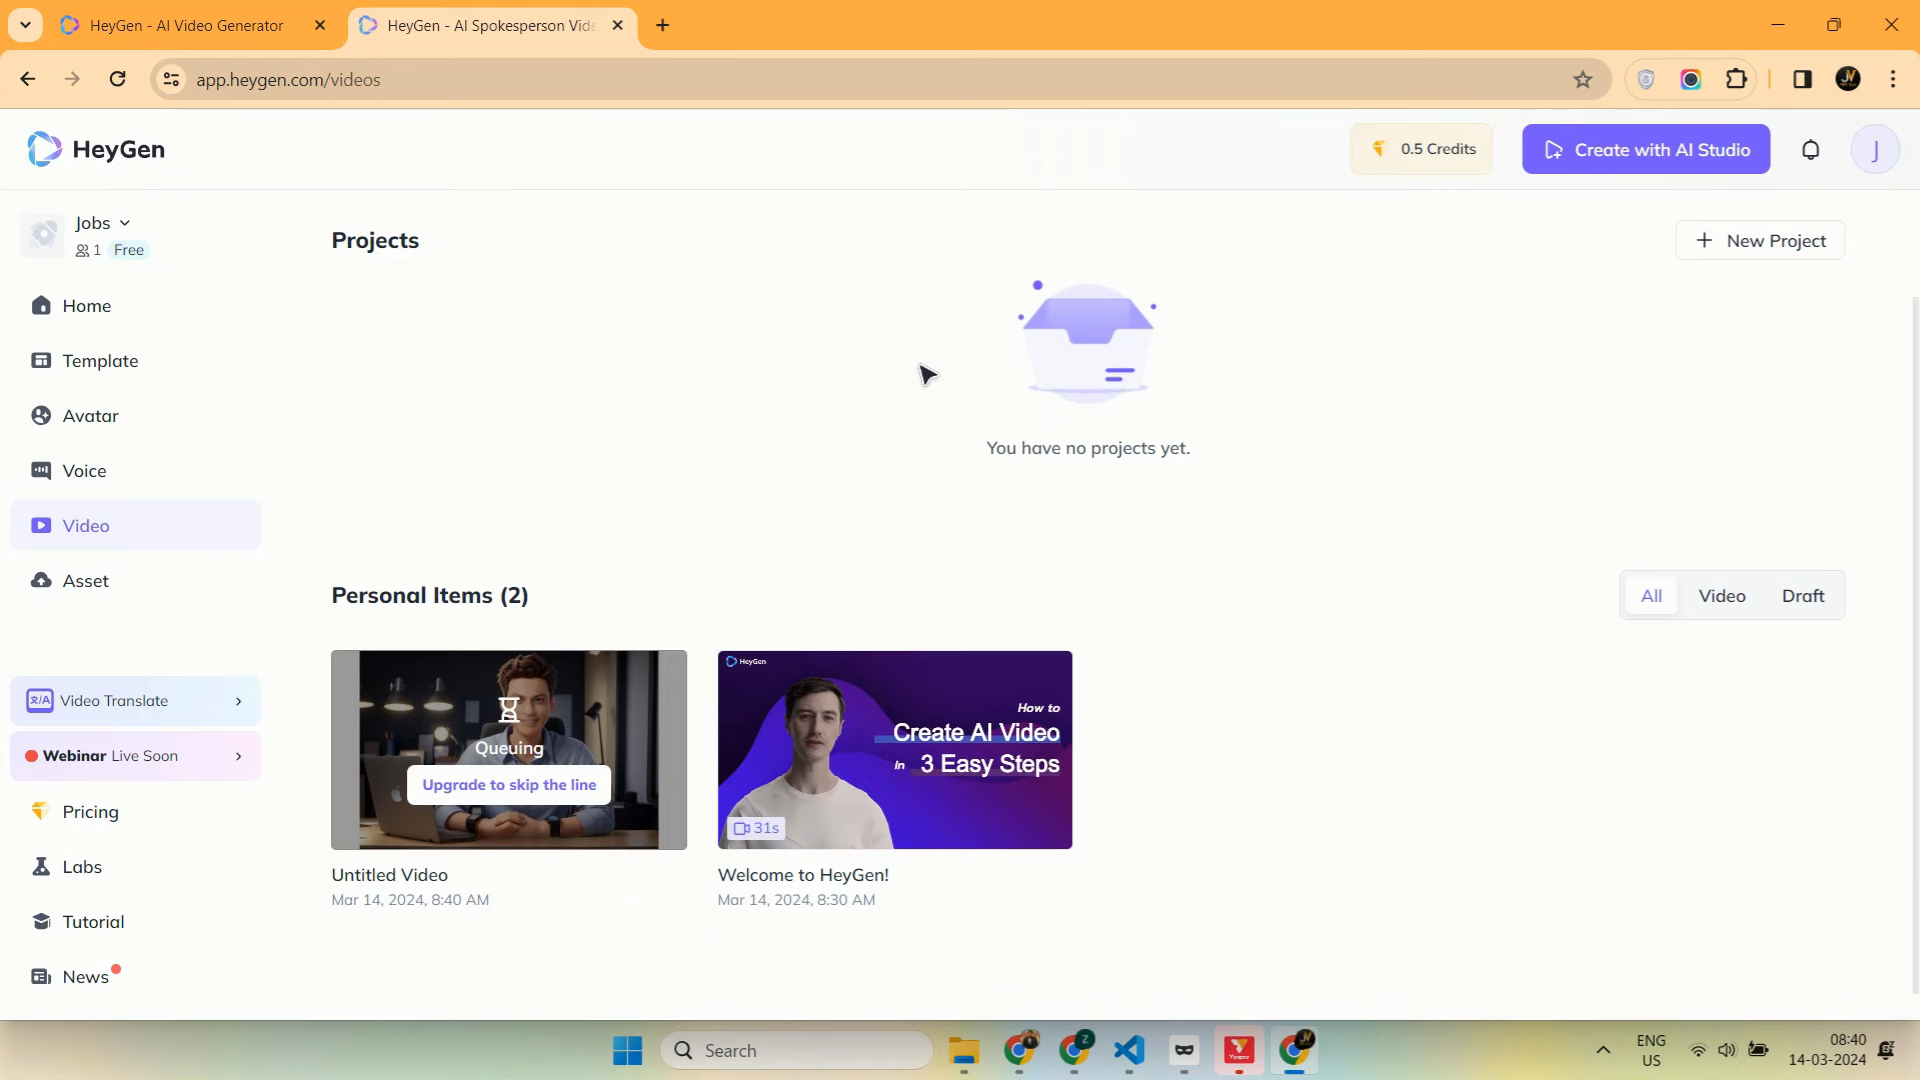 HeyGen - AI Video Generator
HeyGen - AI Spokesperson Vide
app.heygen.com/videos
HeyGen
0.5 Credits
Create with AI Studio
J
Jobs
1 Free
Projects
+ New Project
Home
Template
Avatar
Voice
Video
Asset
You have no projects yet.
Personal Items (2)
All Video Draft
Video Translate
Webinar Live Soon
Pricing
Labs
Tutorial
News
Queuing
Upgrade to skip the line
Untitled Video
Mar 14, 2024, 8:40 AM
HeyGen
How to
Create AI Video
In 3 Easy Steps
31s
Welcome to HeyGen!
Mar 14, 2024, 8:30 AM
Search
Z
ENG
US
08:40
14-03-2024